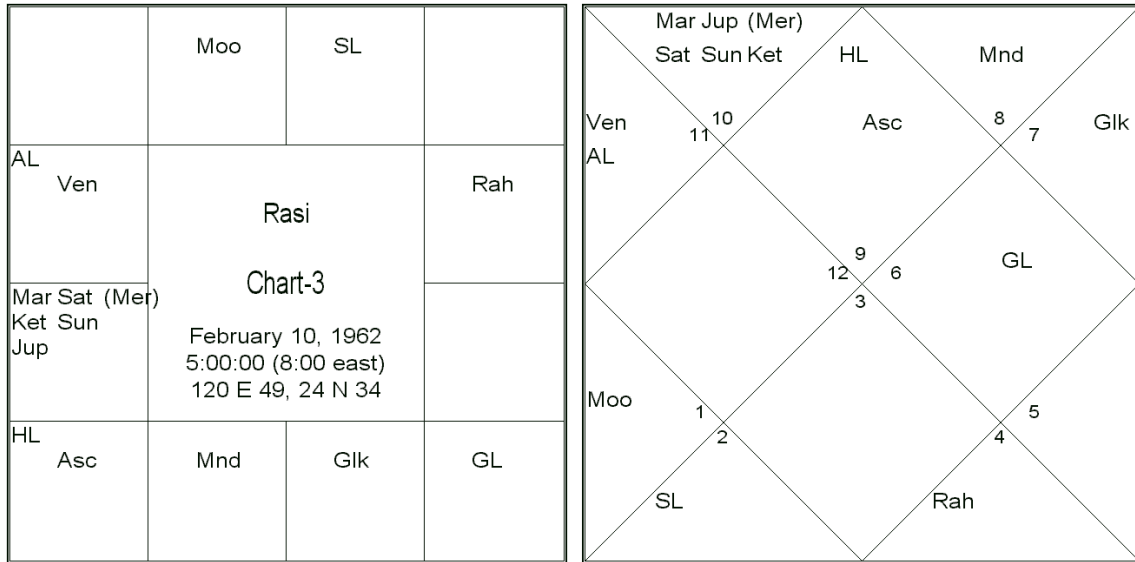 Moo SL
AL
Ven Rah
Rasi
Chart-3
Mar Sat (Mer)
Ket Sun
Jup
February 10, 1962
5:00:00 (8:00 east)
120 E 49, 24 N 34
HL
Asc Mnd Glk GL
Mar Jup (Mer)
Sat Sun Ket HL Mnd
Ven 11 10 Asc 8 7 Glk
AL
9
12 6 GL
3
Moo 1 5
2 4
SL Rah